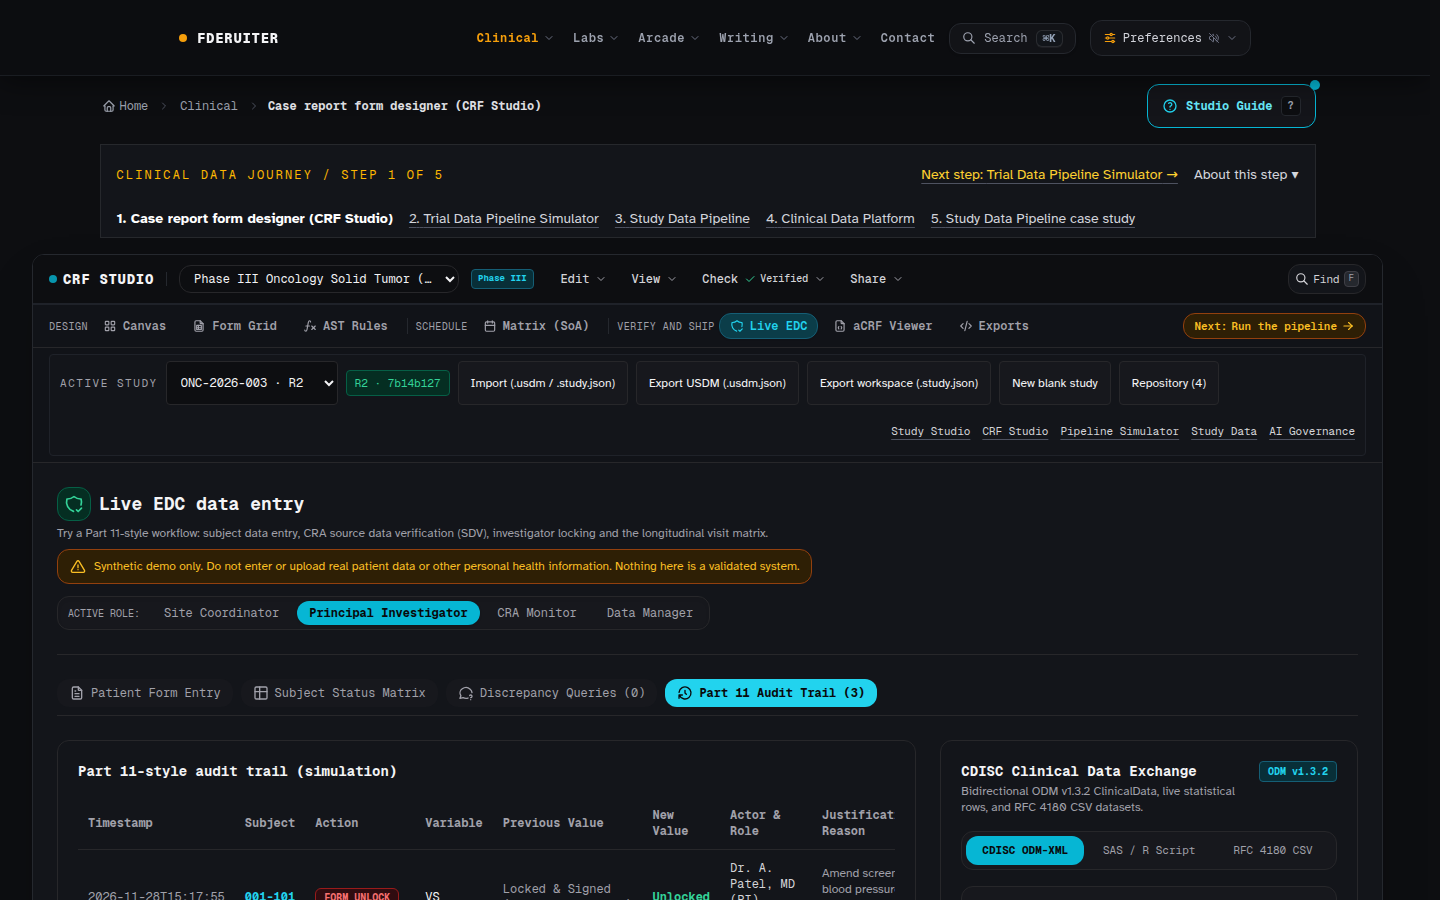 FDERUITER
Clinical Labs Arcade Writing About Contact Search ⌘K Preferences
Home Clinical Case report form designer (CRF Studio)
Studio Guide ?
CLINICAL DATA JOURNEY / STEP 1 OF 5
Next step: Trial Data Pipeline Simulator → About this step ▾
1. Case report form designer (CRF Studio) 2. Trial Data Pipeline Simulator 3. Study Data Pipeline 4. Clinical Data Platform 5. Study Data Pipeline case study
CRF STUDIO Phase III Oncology Solid Tumor (… Phase III Edit View Check Verified Share Find F
DESIGN Canvas Form Grid AST Rules SCHEDULE Matrix (SoA) VERIFY AND SHIP Live EDC aCRF Viewer Exports Next: Run the pipeline →
ACTIVE STUDY ONC-2026-003 · R2 R2 · 7b14b127 Import (.usdm / .study.json) Export USDM (.usdm.json) Export workspace (.study.json) New blank study Repository (4)
Study Studio CRF Studio Pipeline Simulator Study Data AI Governance
Live EDC data entry
Try a Part 11-style workflow: subject data entry, CRA source data verification (SDV), investigator locking and the longitudinal visit matrix.
Synthetic demo only. Do not enter or upload real patient data or other personal health information. Nothing here is a validated system.
ACTIVE ROLE: Site Coordinator Principal Investigator CRA Monitor Data Manager
Patient Form Entry Subject Status Matrix Discrepancy Queries (0) Part 11 Audit Trail (3)
Part 11-style audit trail (simulation)
Timestamp Subject Action Variable Previous Value New Value Actor & Role Justificat Reason
2026-11-28T15:17:55 001-101 FORM UNLOCK VS Locked & Signed Unlocked Dr. A. Patel, MD (PI) Amend screen blood pressur
CDISC Clinical Data Exchange
ODM v1.3.2
Bidirectional ODM v1.3.2 ClinicalData, live statistical
rows, and RFC 4180 CSV datasets.
CDISC ODM-XML SAS / R Script RFC 4180 CSV